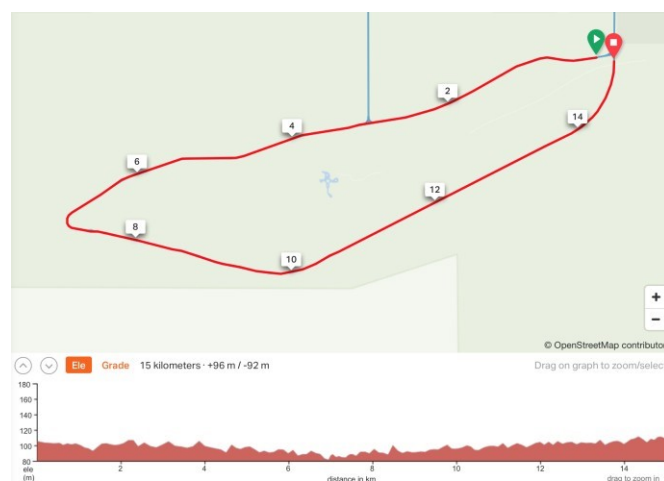 2
4
14
6
12
8
10
+
−
© OpenStreetMap contributor
Ele Grade 15 kilometers · +96 m / -92 m Drag on graph to zoom/selec
180
160
140
120
100
80
ele
(m)
2 4 6 8 10 12 14
distance in km
drag to zoom in